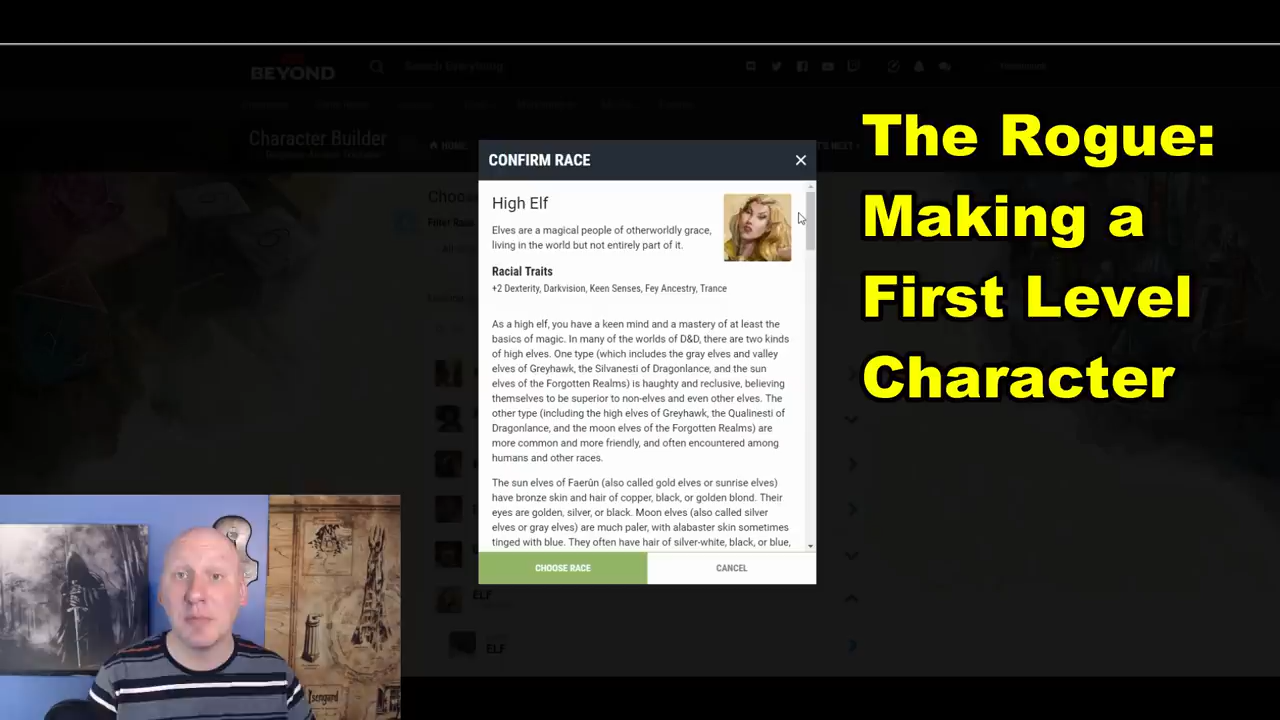 BEYOND
Search Everything
Character Builder
HOME
CONFIRM RACE
High Elf
Elves are a magical people of otherworldly grace,
living in the world but not entirely part of it.
Racial Traits
+2 Dexterity, Darkvision, Keen Senses, Fey Ancestry, Trance
As a high elf, you have a keen mind and a mastery of at least the
basics of magic. In many of the worlds of D&D, there are two kinds
of high elves. One type (which includes the gray elves and valley
elves of Greyhawk, the Silvanesti of Dragonlance, and the sun
elves of the Forgotten Realms) is haughty and reclusive, believing
themselves to be superior to non-elves and even other elves. The
other type (including the high elves of Greyhawk, the Qualinesti of
Dragonlance, and the moon elves of the Forgotten Realms) are
more common and more friendly, and often encountered among
humans and other races.
The sun elves of Faerûn (also called gold elves or sunrise elves)
have bronze skin and hair of copper, black, or golden blond. Their
eyes are golden, silver, or black. Moon elves (also called silver
elves or gray elves) are much paler, with alabaster skin sometimes
tinged with blue. They often have hair of silver-white, black, or blue,
CHOOSE RACE
CANCEL
ELF
ELF
The Rogue:
Making a
First Level
Character
Isengard